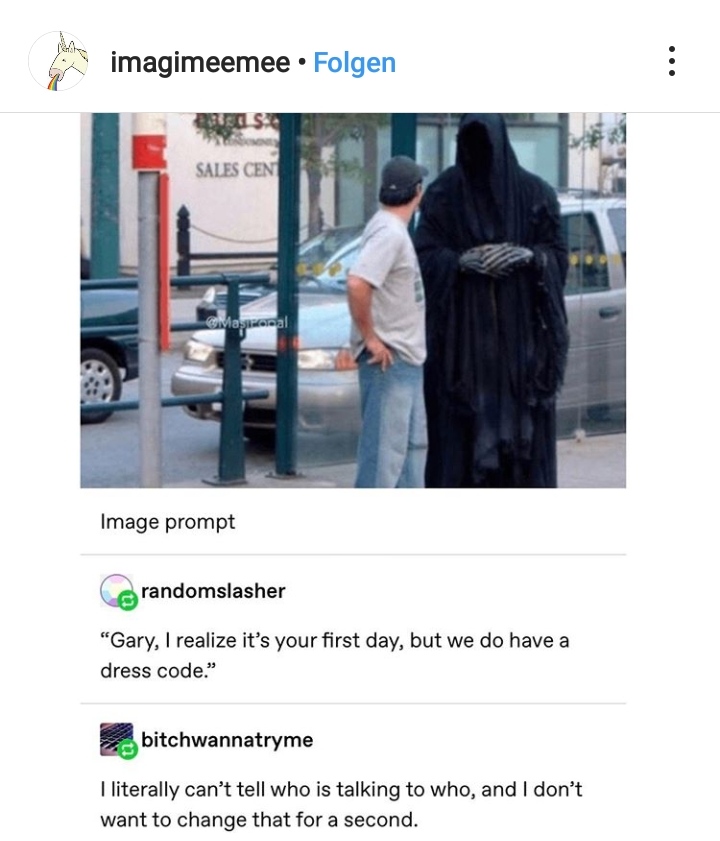 imagimeemee • Folgen
SALES CENT
Image prompt
randomslasher
“Gary, I realize it’s your first day, but we do have a
dress code.”
bitchwannatryme
I literally can’t tell who is talking to who, and I don’t
want to change that for a second.